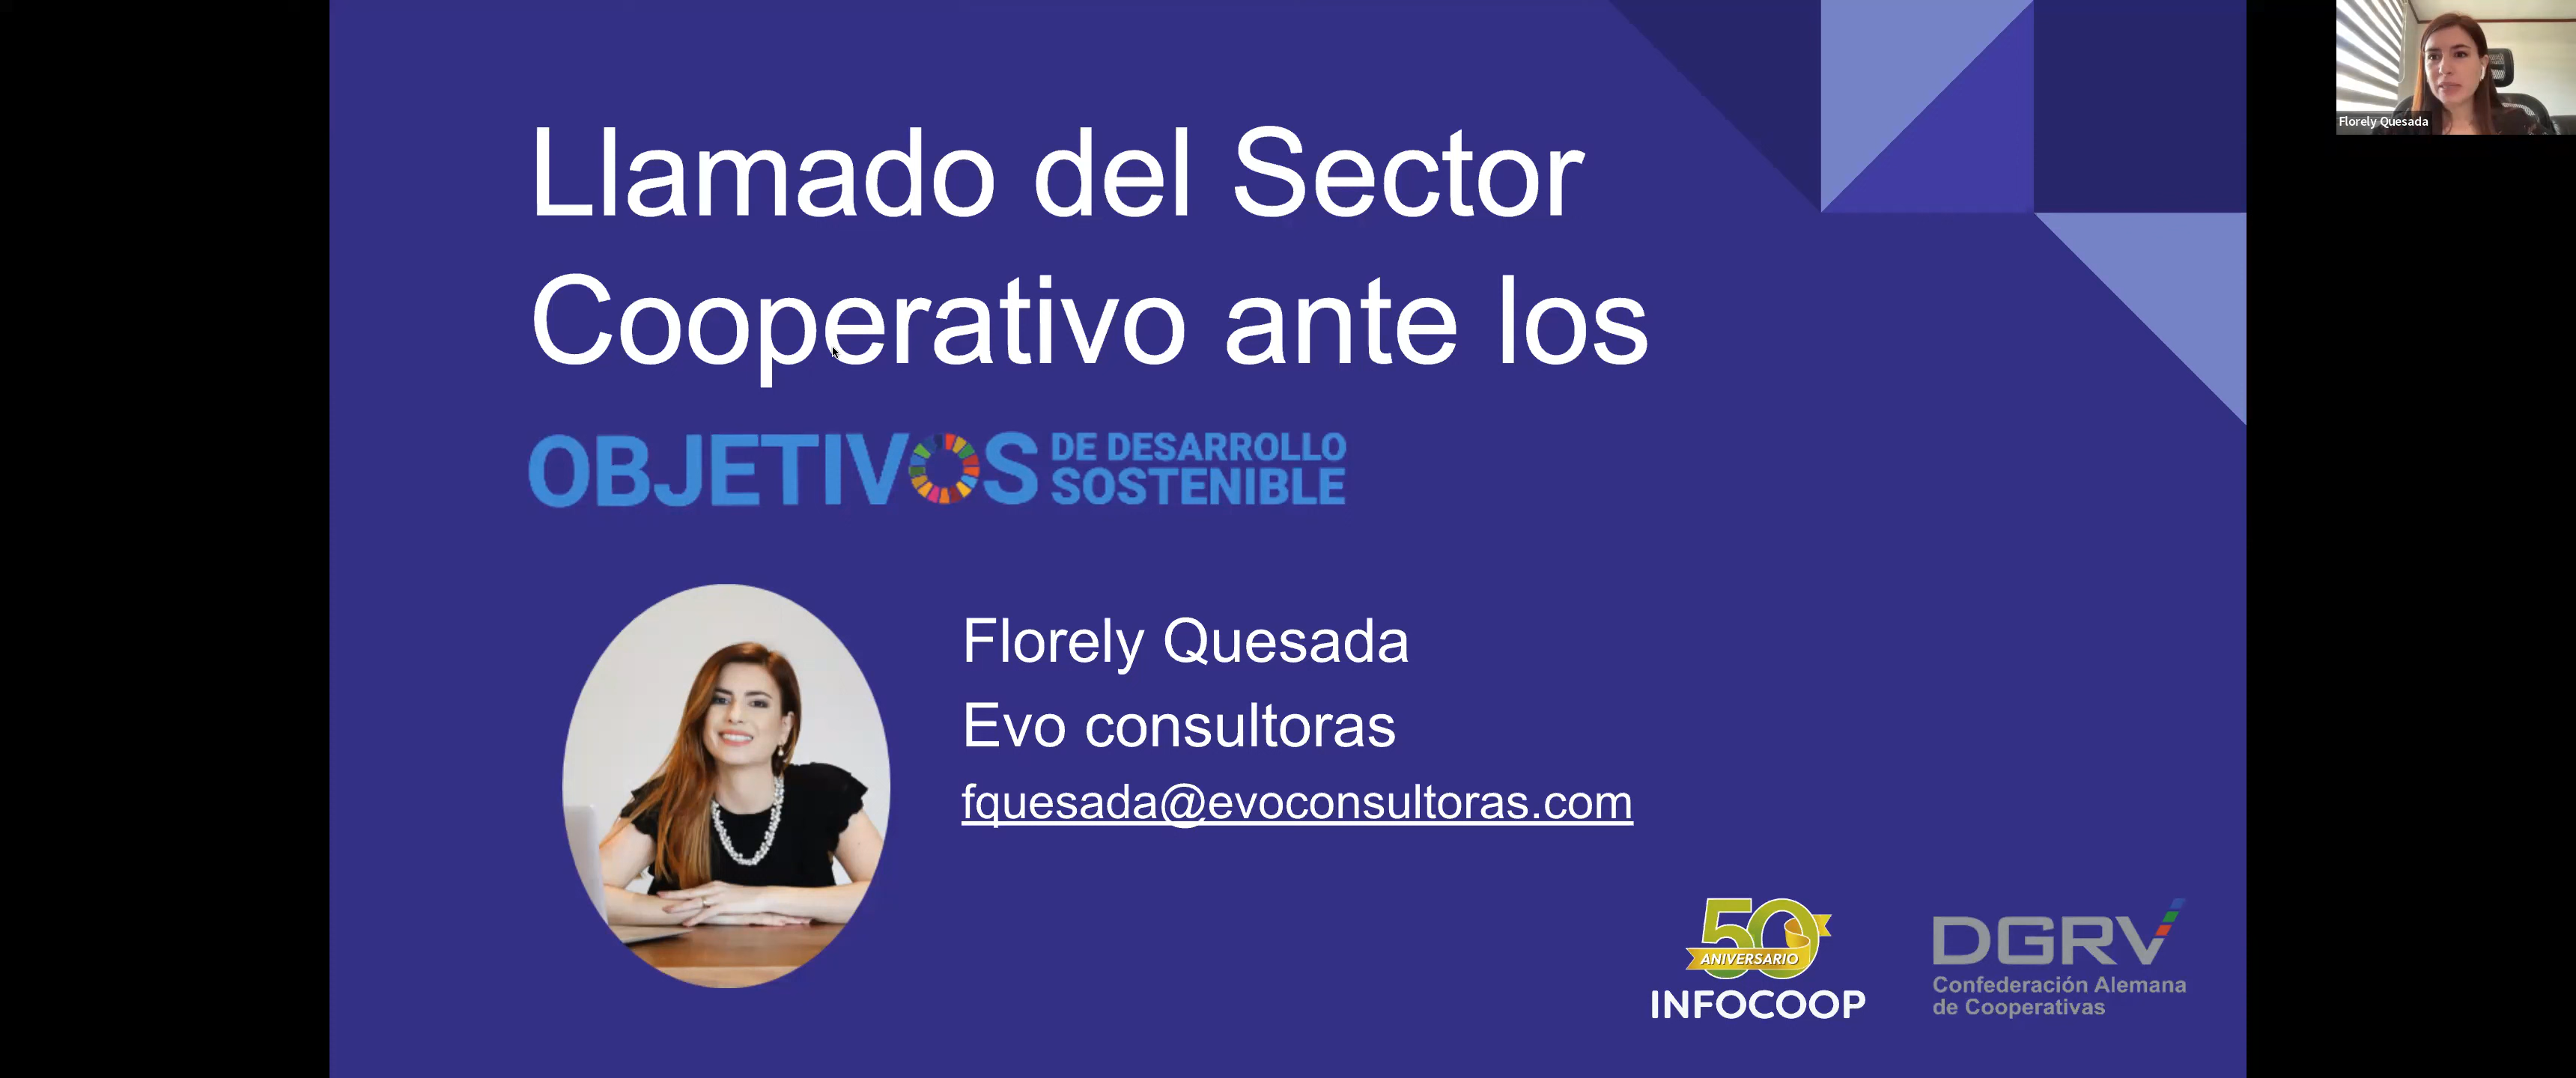 Llamado del Sector
Cooperativo ante los
OBJETIVOS DE DESARROLLO
SOSTENIBLE
Florely Quesada
Evo consultoras
fquesada@evoconsultoras.com
50
ANIVERSARIO
INFOCOOP
DGRV
Confederación Alemana
de Cooperativas
Florely Quesada